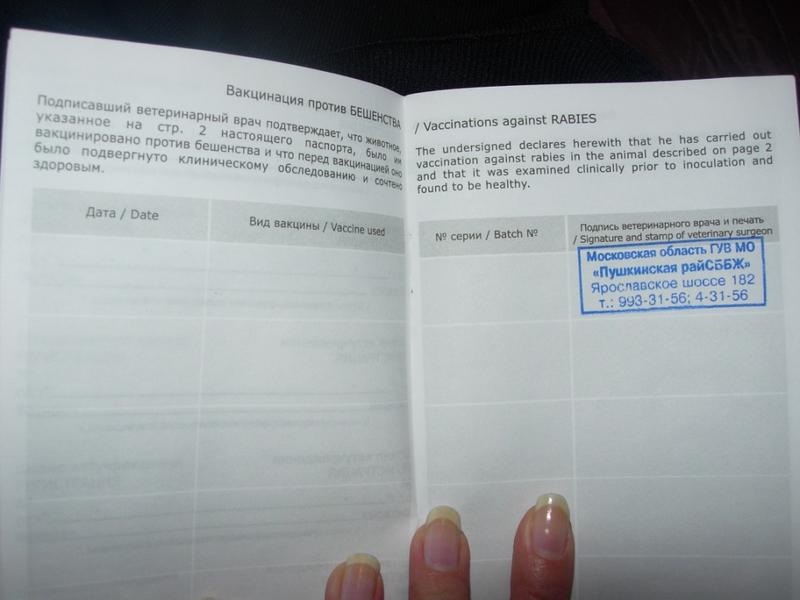 Вакцинация против БЕШЕНСТВА
Подписавший ветеринарный врач подтверждает, что животное,
указанное на стр. 2 настоящего паспорта, было им
вакцинировано против бешенства и что перед вакцинацией оно
было подвергнуто клиническому обследованию и сочтено
здоровым.
Дата / Date
Вид вакцины / Vaccine used
/ Vaccinations against RABIES
The undersigned declares herewith that he has carried out
vaccination against rabies in the animal described on page 2
and that it was examined clinically prior to inoculation and
found to be healthy.
№ серии / Batch №
Подпись ветеринарного врача и печать
/ Signature and stamp of veterinary surgeon
Московская область ГУВ МО
«Пушкинская райСББЖ»
Ярославское шоссе 182
т.: 993-31-56; 4-31-56